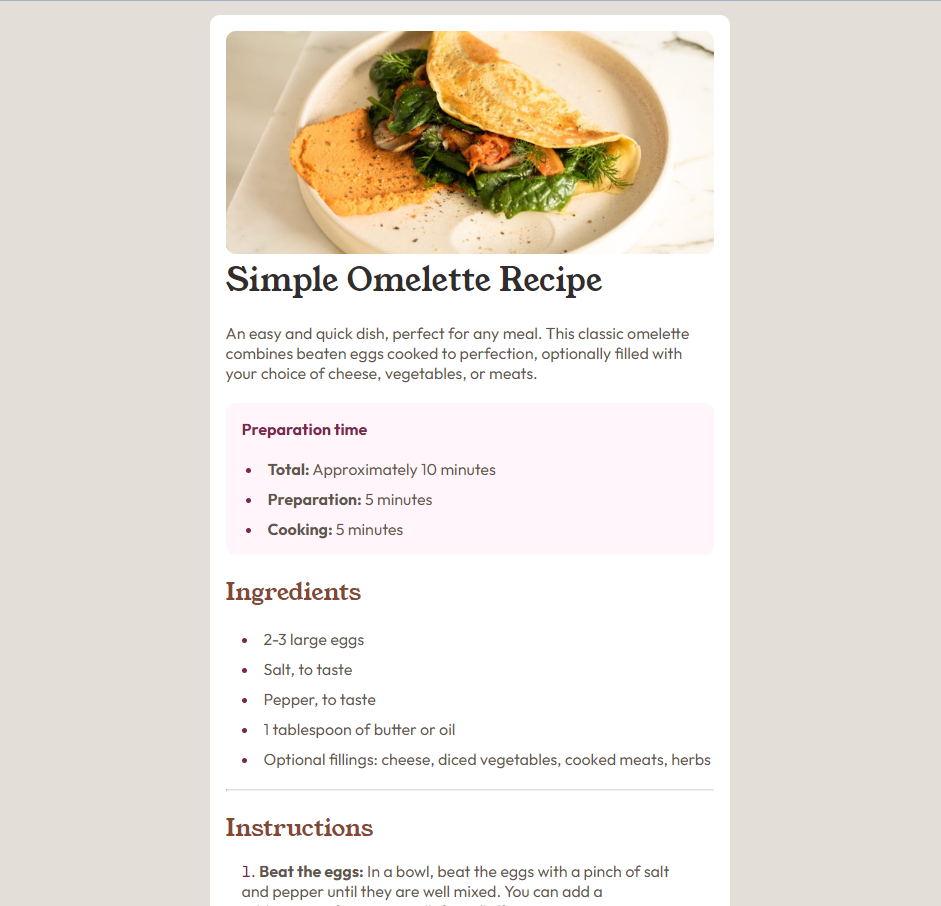 Simple Omelette Recipe
An easy and quick dish, perfect for any meal. This classic omelette
combines beaten eggs cooked to perfection, optionally filled with
your choice of cheese, vegetables, or meats.
Preparation time
Total: Approximately 10 minutes
Preparation: 5 minutes
Cooking: 5 minutes
Ingredients
2-3 large eggs
Salt, to taste
Pepper, to taste
1 tablespoon of butter or oil
Optional fillings: cheese, diced vegetables, cooked meats, herbs
Instructions
1. Beat the eggs: In a bowl, beat the eggs with a pinch of salt
and pepper until they are well mixed. You can add a